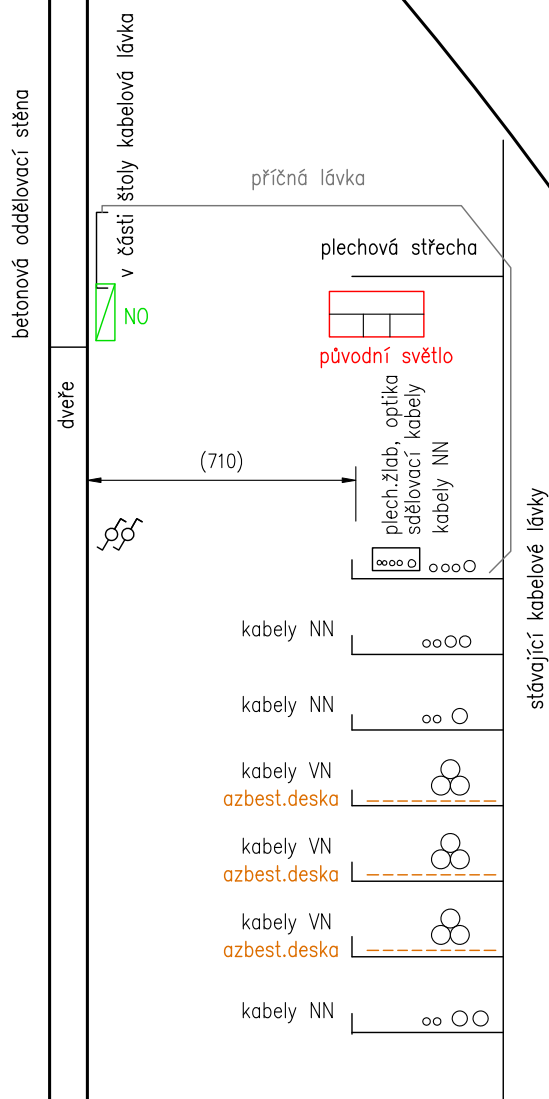 betonová oddělovací stěna
v části štoly kabelová lávka
příčná lávka
plechová střecha
NO
původní světlo
dveře
(710)
plech.žlab, optika
sdělovací kabely
kabely NN
stávající kabelové lávky
kabely NN
kabely NN
kabely VN
azbest.deska
kabely VN
azbest.deska
kabely VN
azbest.deska
kabely NN